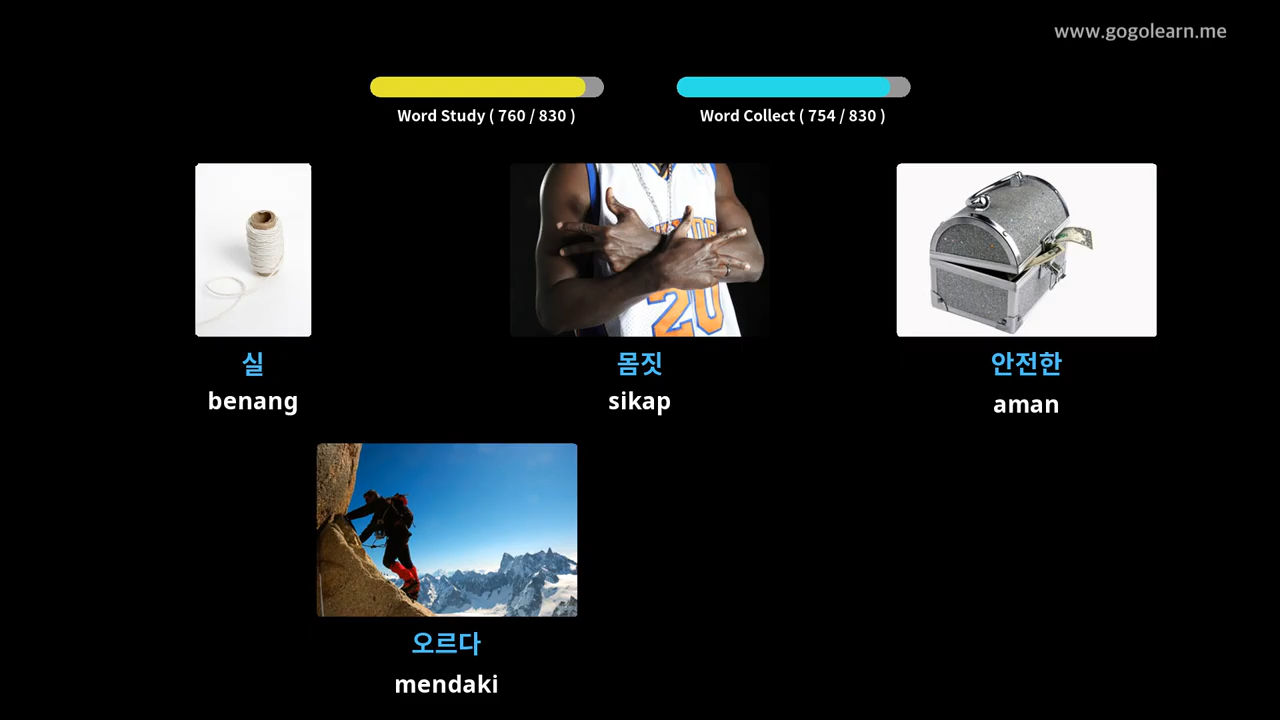 www.gogolearn.me
Word Study ( 760 / 830 )
Word Collect ( 754 / 830 )
20
실
benang
몸짓
sikap
안전한
aman
오르다
mendaki